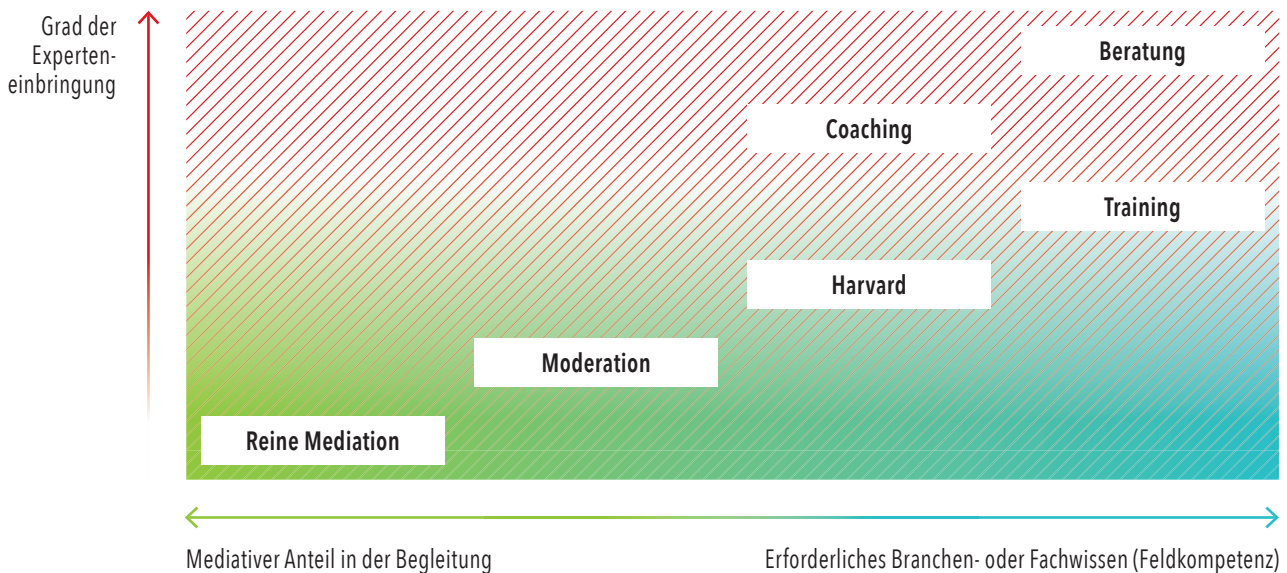 Grad der
Experten-
einbringung
Beratung
Coaching
Training
Harvard
Moderation
Reine Mediation
Mediativer Anteil in der Begleitung
Erforderliches Branchen- oder Fachwissen (Feldkompetenz)